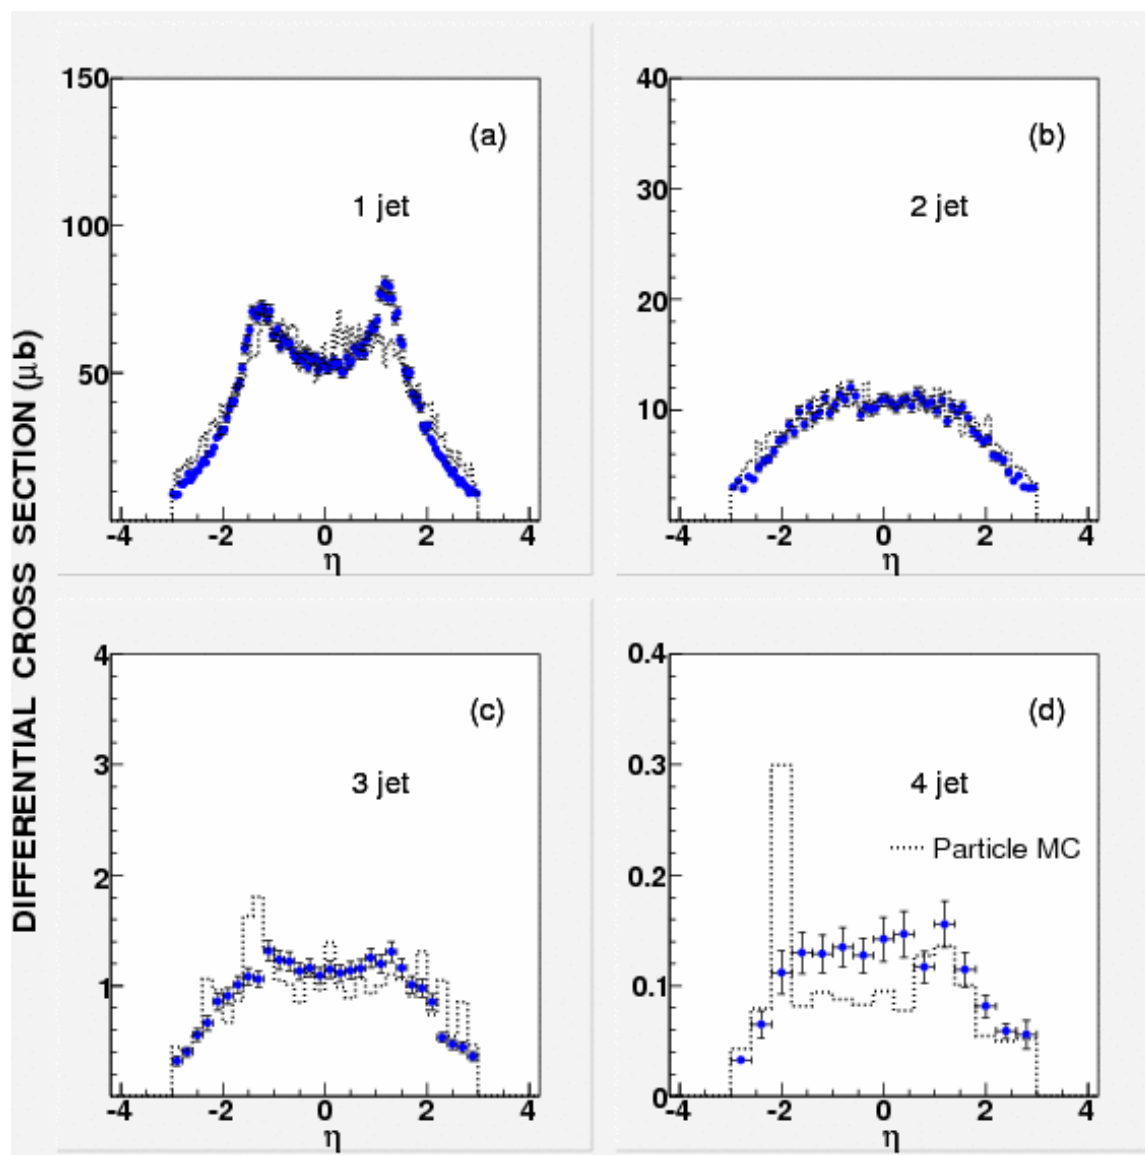 DIFFERENTIAL CROSS SECTION (μb)
150
100
50
-4 -2 0 2 4
η
(a)
1 jet
40
30
20
10
-4 -2 0 2 4
η
(b)
2 jet
4
3
2
1
-4 -2 0 2 4
η
(c)
3 jet
0.4
0.3
0.2
0.1
0
-4 -2 0 2 4
η
(d)
4 jet
Particle MC